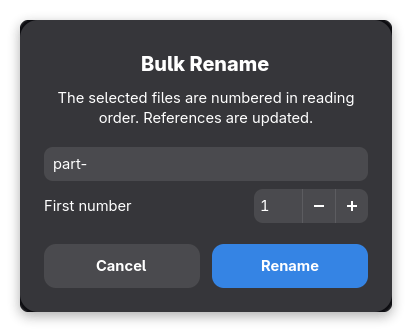 Bulk Rename
The selected files are numbered in reading
order. References are updated.
part-
First number
1
Cancel
Rename